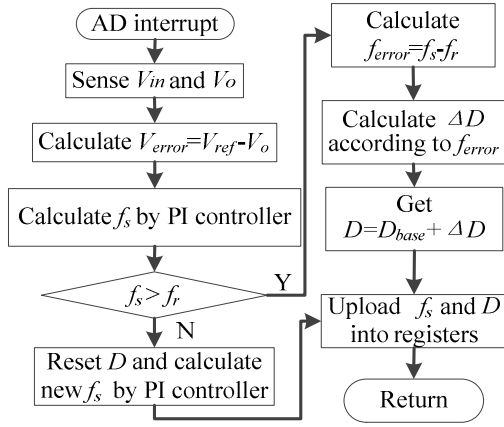 AD interrupt
Sense Vin and Vo
Calculate Verror=Vref-Vo
Calculate fs by PI controller
fs>fr
Y
N
Reset D and calculate
new fs by PI controller
Calculate
ferror=fs-fr
Calculate ΔD
according to ferror
Get
D=Dbase+ ΔD
Upload fs and D
into registers
Return